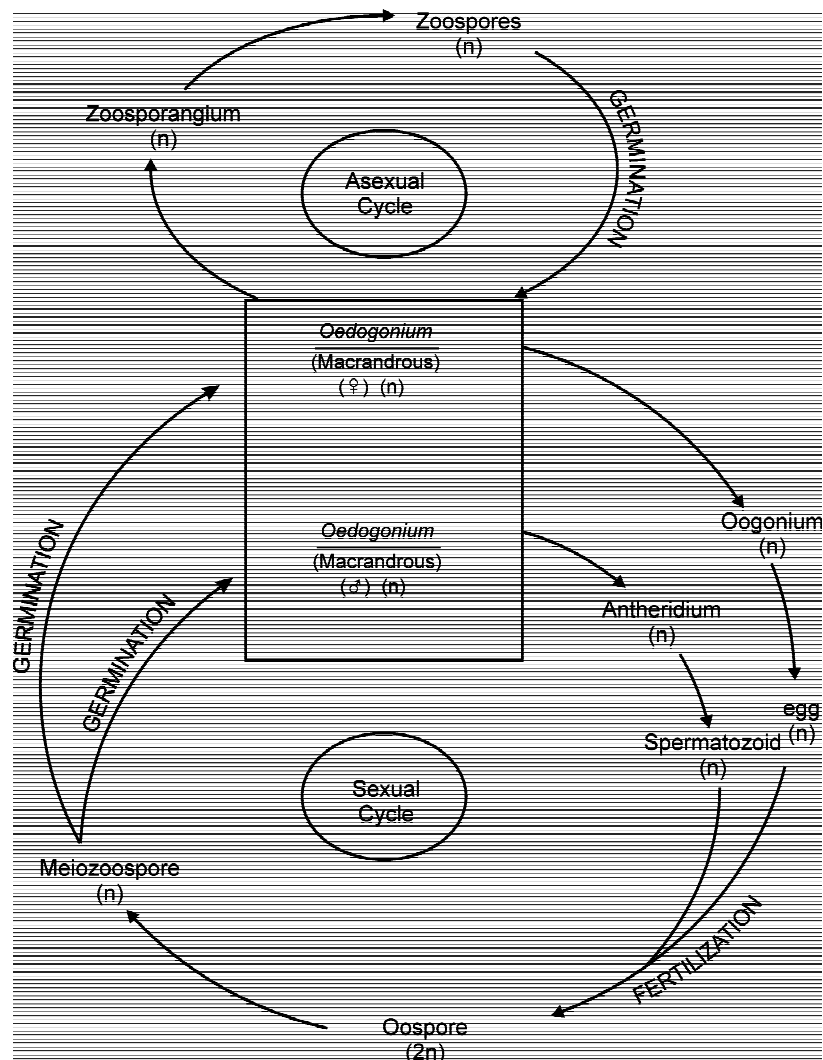 Zoospores
(n)
Zoosporangium
(n)
GERMINATION
Asexual
Cycle
Oedogonium
(Macrandrous)
(♀) (n)
Oedogonium
(Macrandrous)
(♂) (n)
Oogonium
(n)
Antheridium
(n)
egg
(n)
Spermatozoid
(n)
GERMINATION
GERMINATION
Sexual
Cycle
Meiozoospore
(n)
FERTILIZATION
Oospore
(2n)